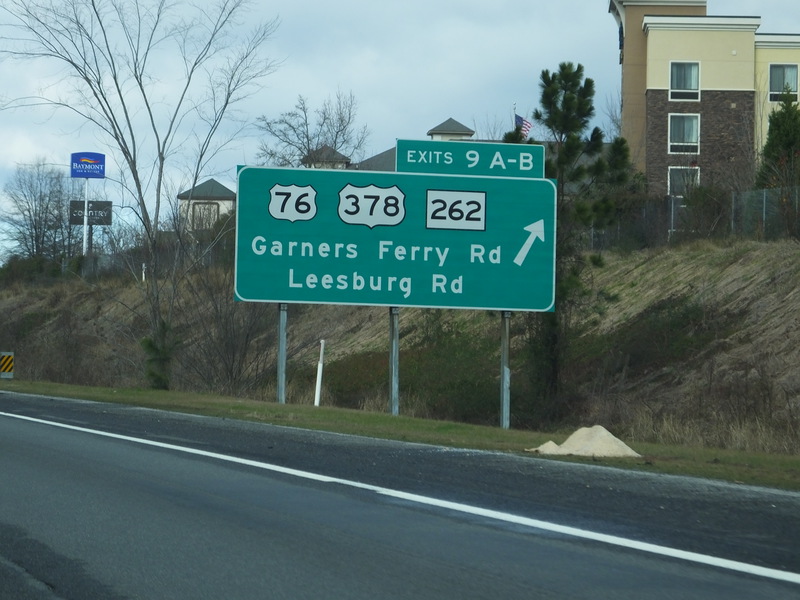 EXITS 9 A-B
76 378 262
Garners Ferry Rd
Leesburg Rd
BAYMONT
COUNTRY